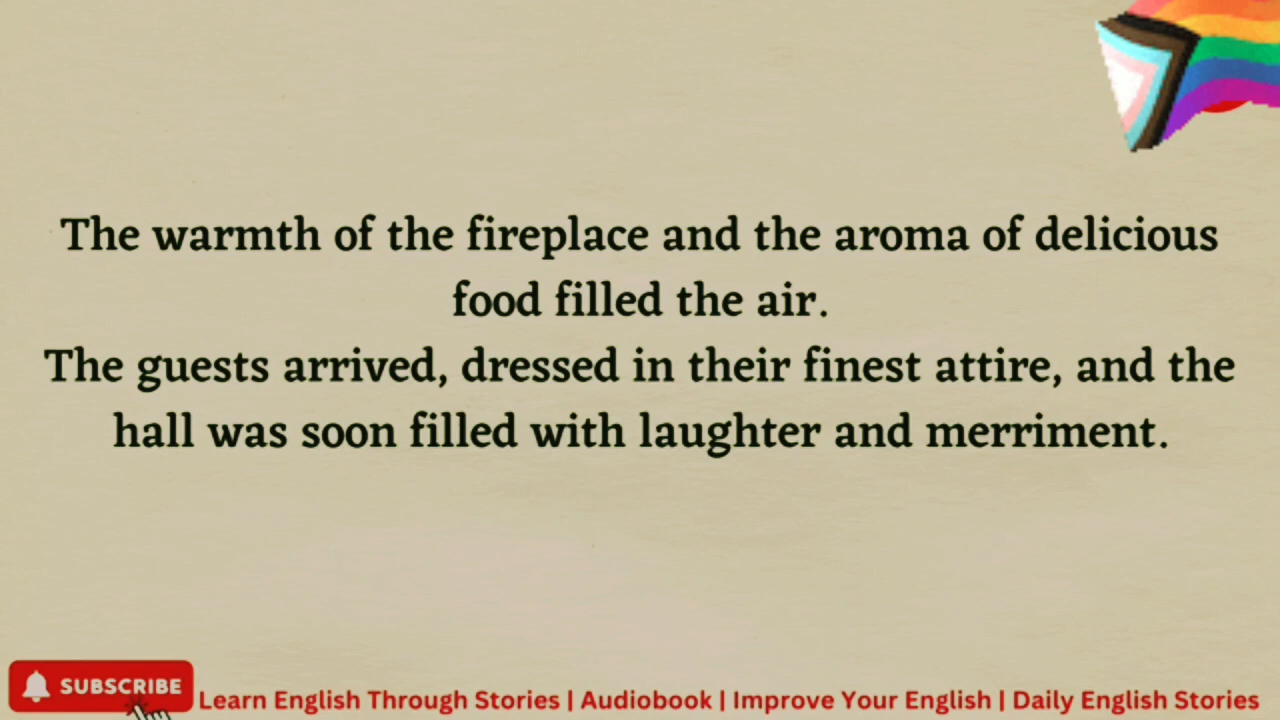 The warmth of the fireplace and the aroma of delicious
food filled the air.
The guests arrived, dressed in their finest attire, and the
hall was soon filled with laughter and merriment.
SUBSCRIBE
Learn English Through Stories | Audiobook | Improve Your English | Daily English Stories